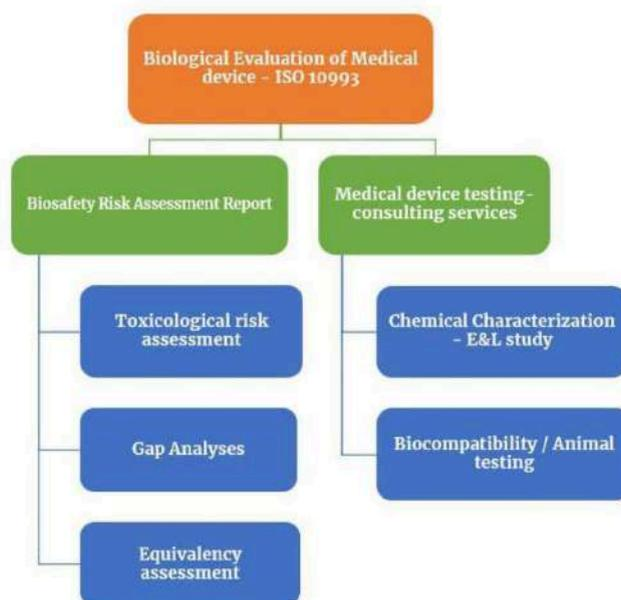 Biological Evaluation of Medical
device - ISO 10993
Biosafety Risk Assessment Report
Medical device testing-
consulting services
Toxicological risk
assessment
Chemical Characterization
- E&L study
Gap Analyses
Biocompatibility / Animal
testing
Equivalency
assessment